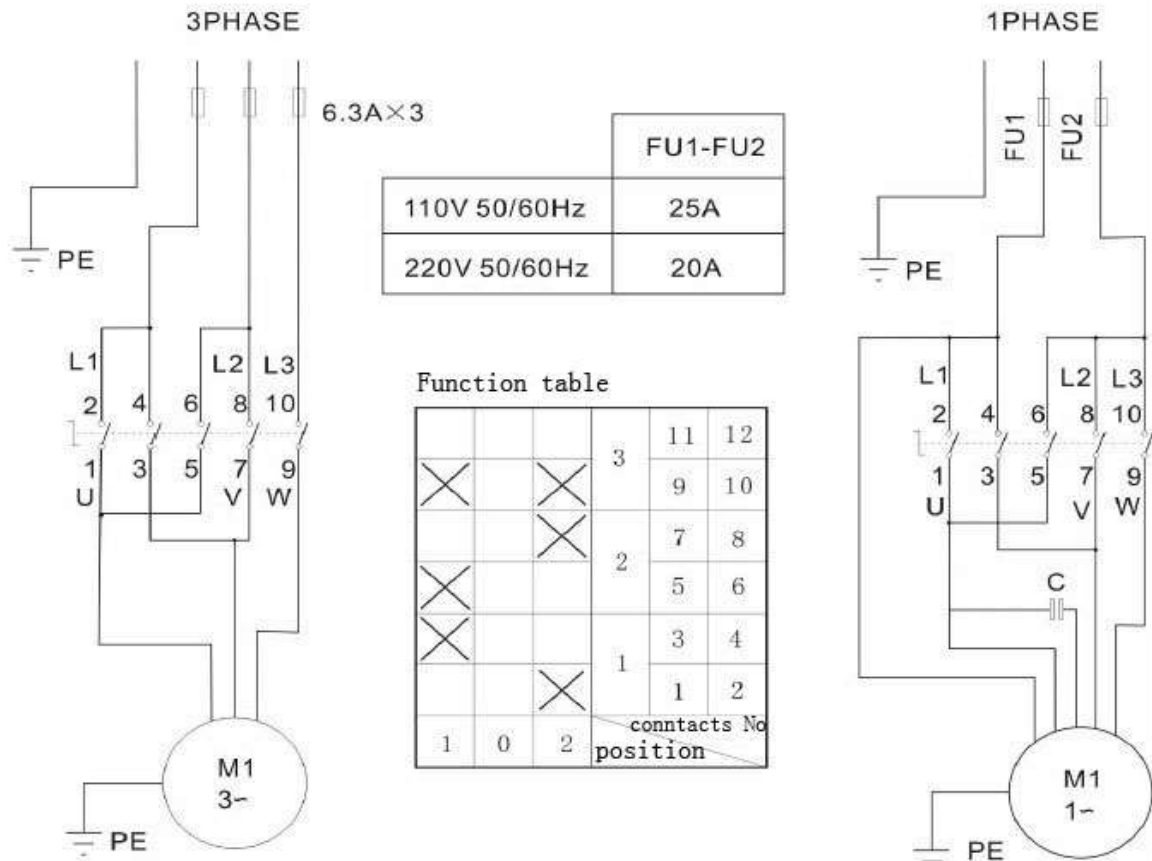 3PHASE
6.3A×3
PE
L1 L2 L3
2 4 6 8 10
1 3 5 7 9
U V W
M1
3~
PE
FU1-FU2
110V 50/60Hz 25A
220V 50/60Hz 20A
Function table
3 11 12
9 10
2 7 8
5 6
1 3 4
1 2
conntacts No
1 0 2 position
1PHASE
FU1 FU2
PE
L1 L2 L3
2 4 6 8 10
1 3 5 7 9
U V W
C
M1
1~
PE